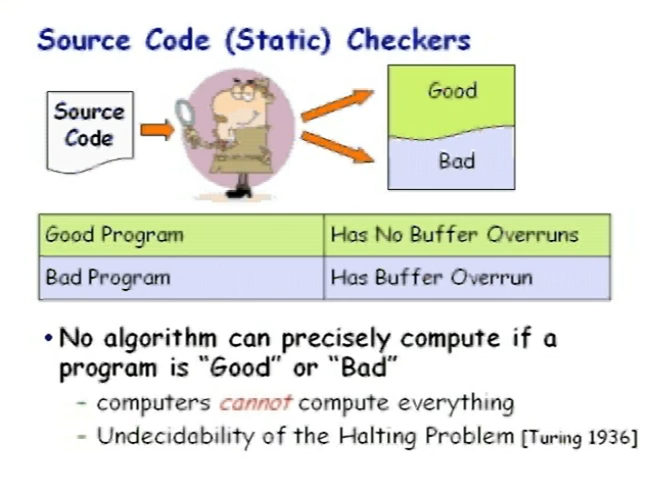 Source Code (Static) Checkers
Source
Code
Good
Bad
Good Program Has No Buffer Overruns
Bad Program Has Buffer Overrun
• No algorithm can precisely compute if a
program is “Good” or “Bad”
- computers cannot compute everything
- Undecidability of the Halting Problem [Turing 1936]